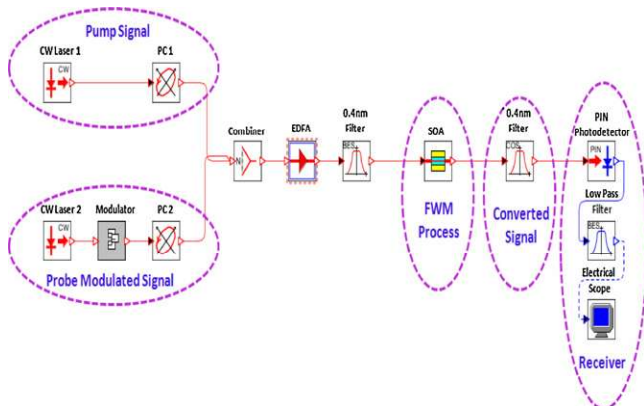 Pump Signal
CW Laser 1
PC 1
CW
Combiner
N
EDFA
0.4nm
Filter
BES
SOA
0.4nm
Filter
COS
PIN
Photodetector
PIN
FWM
Process
Converted
Signal
Low Pass
Filter
BES
CW Laser 2
Modulator
PC 2
CW
Probe Modulated Signal
Electrical
Scope
Receiver